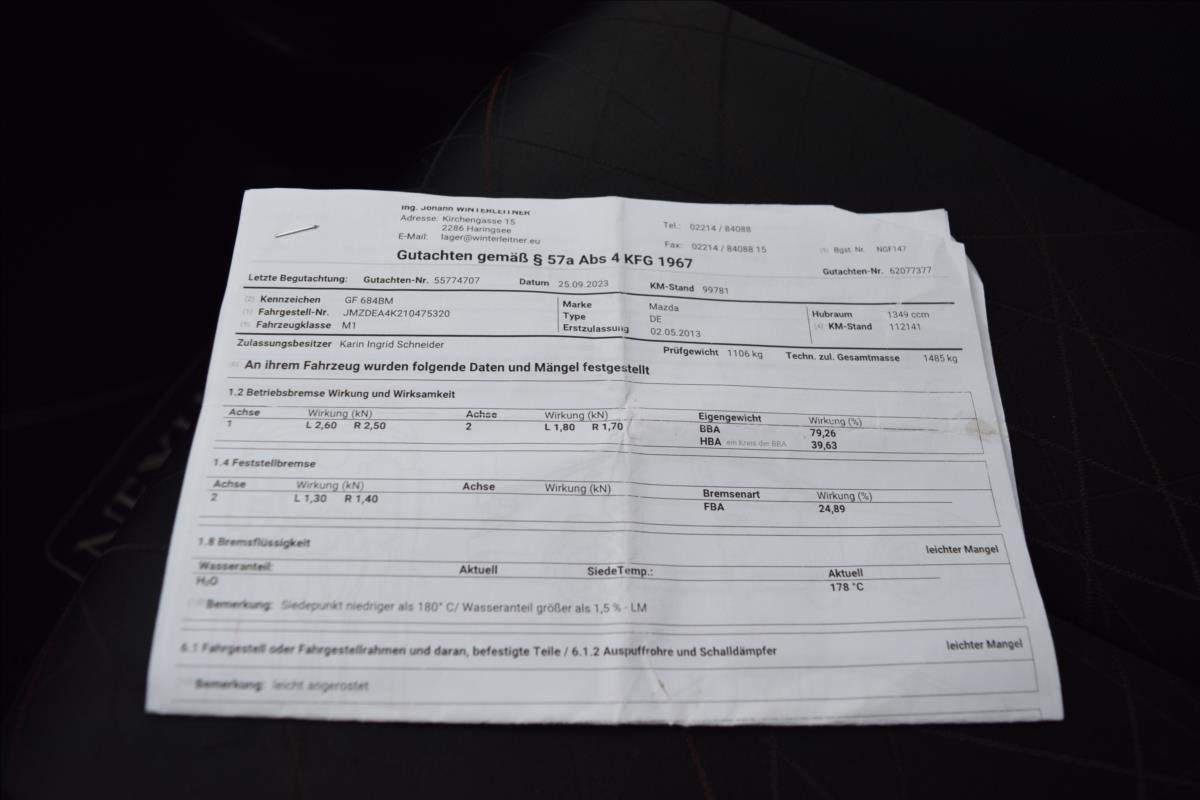 Ing. Johann WINTERLEITNER
Adresse: Kirchengasse 15
2286 Haringsee
E-Mail: lager@winterleitner.eu
Tel.: 02214 / 84088
Fax: 02214 / 84088 15
Bgst. Nr. NGF147
Gutachten gemäß § 57a Abs 4 KFG 1967
Gutachten-Nr. 62077377
Letzte Begutachtung: Gutachten-Nr. 55774707 Datum 25.09.2023 KM-Stand 99781
Kennzeichen GF 684BM Marke Mazda Hubraum 1349 ccm
Fahrgestell-Nr. JMZDEA4K210475320 Type DE KM-Stand 112141
Fahrzeugklasse M1 Erstzulassung 02.05.2013
Zulassungsbesitzer Karin Ingrid Schneider Prüfgewicht 1106 kg Techn. zul. Gesamtmasse 1485 kg
An ihrem Fahrzeug wurden folgende Daten und Mängel festgestellt
1.2 Betriebsbremse Wirkung und Wirksamkeit
Achse Wirkung (kN) Achse Wirkung (kN) Eigengewicht Wirkung (%)
1 L 2,60 R 2,50 2 L 1,80 R 1,70 BBA 79,26
HBA ein Kreis der BBA 39,63
1.4 Feststellbremse
Achse Wirkung (kN) Achse Wirkung (kN) Bremsenart Wirkung (%)
2 L 1,30 R 1,40 FBA 24,89
1.8 Bremsflüssigkeit leichter Mangel
Wasseranteil: Aktuell SiedeTemp.: Aktuell
H₂O 178 °C
Bemerkung: Siedepunkt niedriger als 180° C/ Wasseranteil größer als 1,5 % - LM
6.1 Fahrgestell oder Fahrgestellrahmen und daran, befestigte Teile / 6.1.2 Auspuffrohre und Schalldämpfer leichter Mangel
Bemerkung: leicht angerostet